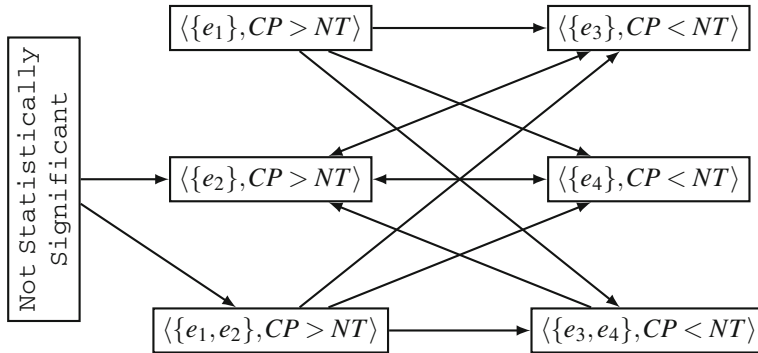 ⟨{e₁}, CP > NT⟩
⟨{e₃}, CP < NT⟩
Not Statistically
Significant
⟨{e₂}, CP > NT⟩
⟨{e₄}, CP < NT⟩
⟨{e₁, e₂}, CP > NT⟩
⟨{e₃, e₄}, CP < NT⟩